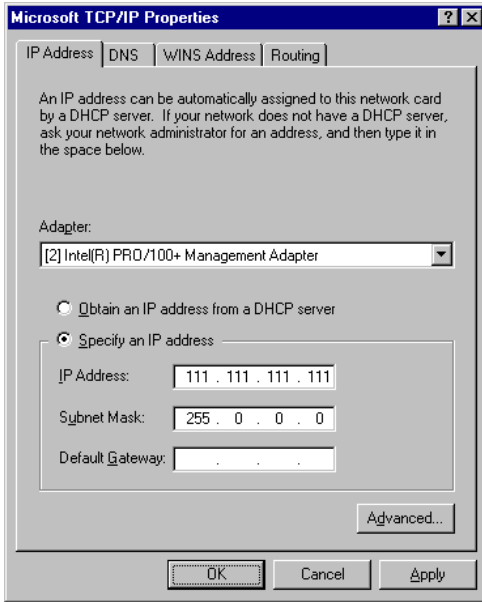 Microsoft TCP/IP Properties
IP Address DNS WINS Address Routing
An IP address can be automatically assigned to this network card
by a DHCP server. If your network does not have a DHCP server,
ask your network administrator for an address, and then type it in
the space below.
Adapter:
[2] Intel(R) PRO/100+ Management Adapter
Obtain an IP address from a DHCP server
Specify an IP address
IP Address: 111 . 111 . 111 . 111
Subnet Mask: 255 . 0 . 0 . 0
Default Gateway: . . .
Advanced...
OK Cancel Apply